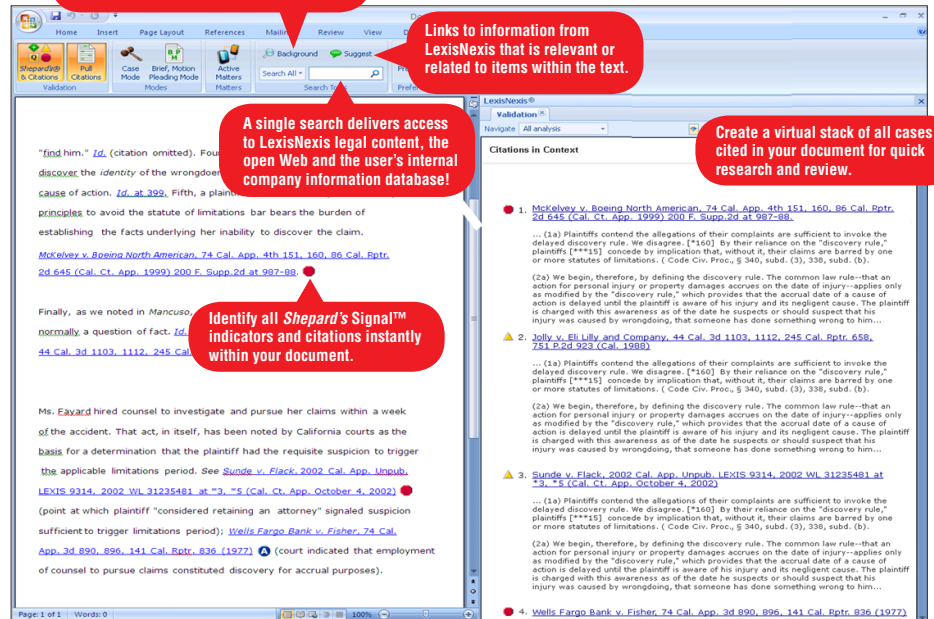 Do
Home Insert Page Layout References Mailin Review View D
Shepardize® & Citations
Pull Citations
Validation
Case Mode
Brief, Motion Pleading Mode
Modes
Active Matters
Matters
Background
Suggest
Search All
Search To
Pr
Prefer
Links to information from
LexisNexis that is relevant or
related to items within the text.
A single search delivers access
to LexisNexis legal content, the
open Web and the user's internal
company information database!
Create a virtual stack of all cases
cited in your document for quick
research and review.
Identify all Shepard's Signal™
indicators and citations instantly
within your document.
"find him." Id. (citation omitted). Four
discover the identity of the wrongdoer
cause of action. Id. at 399. Fifth, a plaint
principles to avoid the statute of limitations bar bears the burden of
establishing the facts underlying her inability to discover the claim.
McKelvey v. Boeing North American, 74 Cal. App. 4th 151, 160, 86 Cal. Rptr.
2d 645 (Cal. Ct. App. 1999) 200 F. Supp.2d at 987–88.
Finally, as we noted in Mancuso,
normally a question of fact. Id.
44 Cal. 3d 1103, 1112, 245 Cal.
Ms. Fayard hired counsel to investigate and pursue her claims within a week
of the accident. That act, in itself, has been noted by California courts as the
basis for a determination that the plaintiff had the requisite suspicion to trigger
the applicable limitations period. See Sunde v. Flack, 2002 Cal. App. Unpub.
LEXIS 9314, 2002 WL 31235481 at *3, *5 (Cal. Ct. App. October 4, 2002)
(point at which plaintiff "considered retaining an attorney" signaled suspicion
sufficient to trigger limitations period); Wells Fargo Bank v. Fisher, 74 Cal.
App. 3d 890, 896, 141 Cal. Rptr. 836 (1977) A (court indicated that employment
of counsel to pursue claims constituted discovery for accrual purposes).
Page: 1 of 1 Words: 0
100%
LexisNexis®
Validation
Navigate All analysis
Citations in Context
1. McKelvey v. Boeing North American, 74 Cal. App. 4th 151, 160, 86 Cal. Rptr.
2d 645 (Cal. Ct. App. 1999) 200 F. Supp.2d at 987–88.
... (1a) Plaintiffs contend the allegations of their complaints are sufficient to invoke the
delayed discovery rule. We disagree. [*160] By their reliance on the "discovery rule,"
plaintiffs [***15] concede by implication that, without it, their claims are barred by one
or more statutes of limitations. ( Code Civ. Proc., § 340, subd. (3), 338, subd. (b).
(2a) We begin, therefore, by defining the discovery rule. The common law rule--that an
action for personal injury or property damages accrues on the date of injury--applies only
as modified by the "discovery rule," which provides that the accrual date of a cause of
action is delayed until the plaintiff is aware of his injury and its negligent cause. The plaintiff
is charged with this awareness as of the date he suspects or should suspect that his
injury was caused by wrongdoing, that someone has done something wrong to him...
2. Jolly v. Eli Lilly and Company, 44 Cal. 3d 1103, 1112, 245 Cal. Rptr. 658,
751 P.2d 923 (Cal. 1988)
... (1a) Plaintiffs contend the allegations of their complaints are sufficient to invoke the
delayed discovery rule. We disagree. [*160] By their reliance on the "discovery rule,"
plaintiffs [***15] concede by implication that, without it, their claims are barred by one
or more statutes of limitations. ( Code Civ. Proc., § 340, subd. (3), 338, subd. (b).
(2a) We begin, therefore, by defining the discovery rule. The common law rule--that an
action for personal injury or property damages accrues on the date of injury--applies only
as modified by the "discovery rule," which provides that the accrual date of a cause of
action is delayed until the plaintiff is aware of his injury and its negligent cause. The plaintiff
is charged with this awareness as of the date he suspects or should suspect that his
injury was caused by wrongdoing, that someone has done something wrong to him...
3. Sunde v. Flack, 2002 Cal. App. Unpub. LEXIS 9314, 2002 WL 31235481 at
*3, *5 (Cal. Ct. App. October 4, 2002)
... (1a) Plaintiffs contend the allegations of their complaints are sufficient to invoke the
delayed discovery rule. We disagree. [*160] By their reliance on the "discovery rule,"
plaintiffs [***15] concede by implication that, without it, their claims are barred by one
or more statutes of limitations. ( Code Civ. Proc., § 340, subd. (3), 338, subd. (b).
(2a) We begin, therefore, by defining the discovery rule. The common law rule--that an
action for personal injury or property damages accrues on the date of injury--applies only
as modified by the "discovery rule," which provides that the accrual date of a cause of
action is delayed until the plaintiff is aware of his injury and its negligent cause. The plaintiff
is charged with this awareness as of the date he suspects or should suspect that his
injury was caused by wrongdoing, that someone has done something wrong to him...
4. Wells Fargo Bank v. Fisher, 74 Cal. App. 3d 890, 896, 141 Cal. Rptr. 836 (1977)